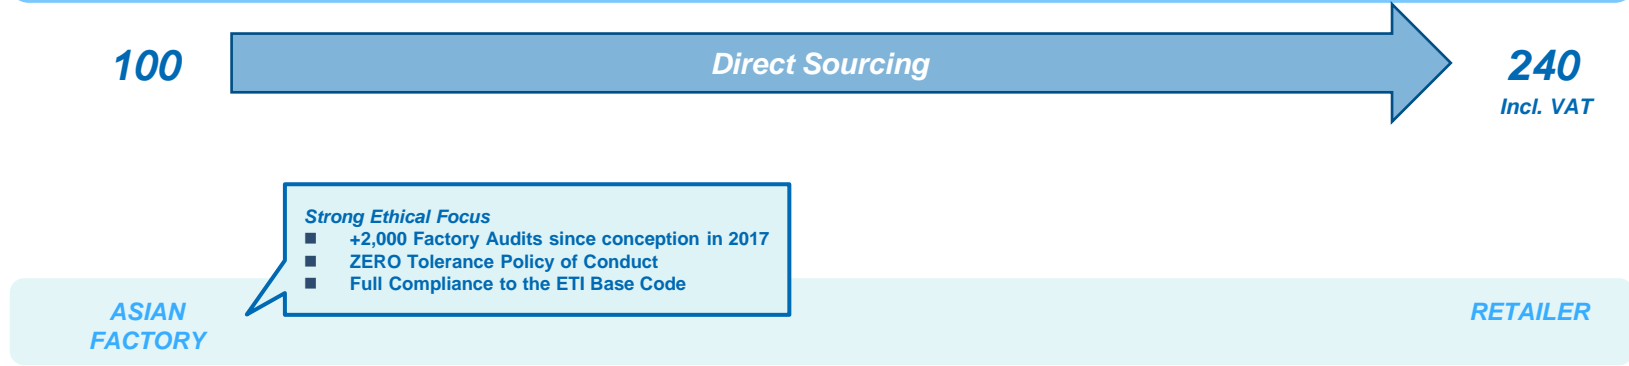 100
Direct Sourcing
240
Incl. VAT
Strong Ethical Focus
+2,000 Factory Audits since conception in 2017
ZERO Tolerance Policy of Conduct
Full Compliance to the ETI Base Code
ASIAN
FACTORY
RETAILER